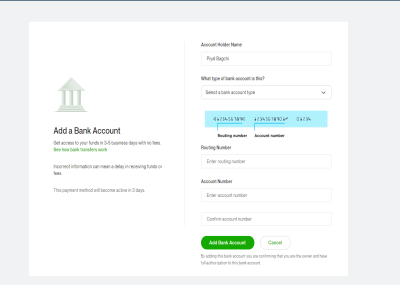 Add a Bank Account
Get access to your funds in 3-5 business days with no fees.
See how bank transfers work
Incorrect information can mean a delay in receiving funds or
fees.
This payment method will become active in 3 days.
Account Holder Name
Piyali Bagchi
What type of bank account is this?
Select a bank account type
Routing number
Account number
Routing Number
Enter routing number
Account Number
Enter account number
Confirm account number
Add Bank Account
Cancel
By adding this bank account you are confirming that you are the owner and have
full authorization to this bank account.